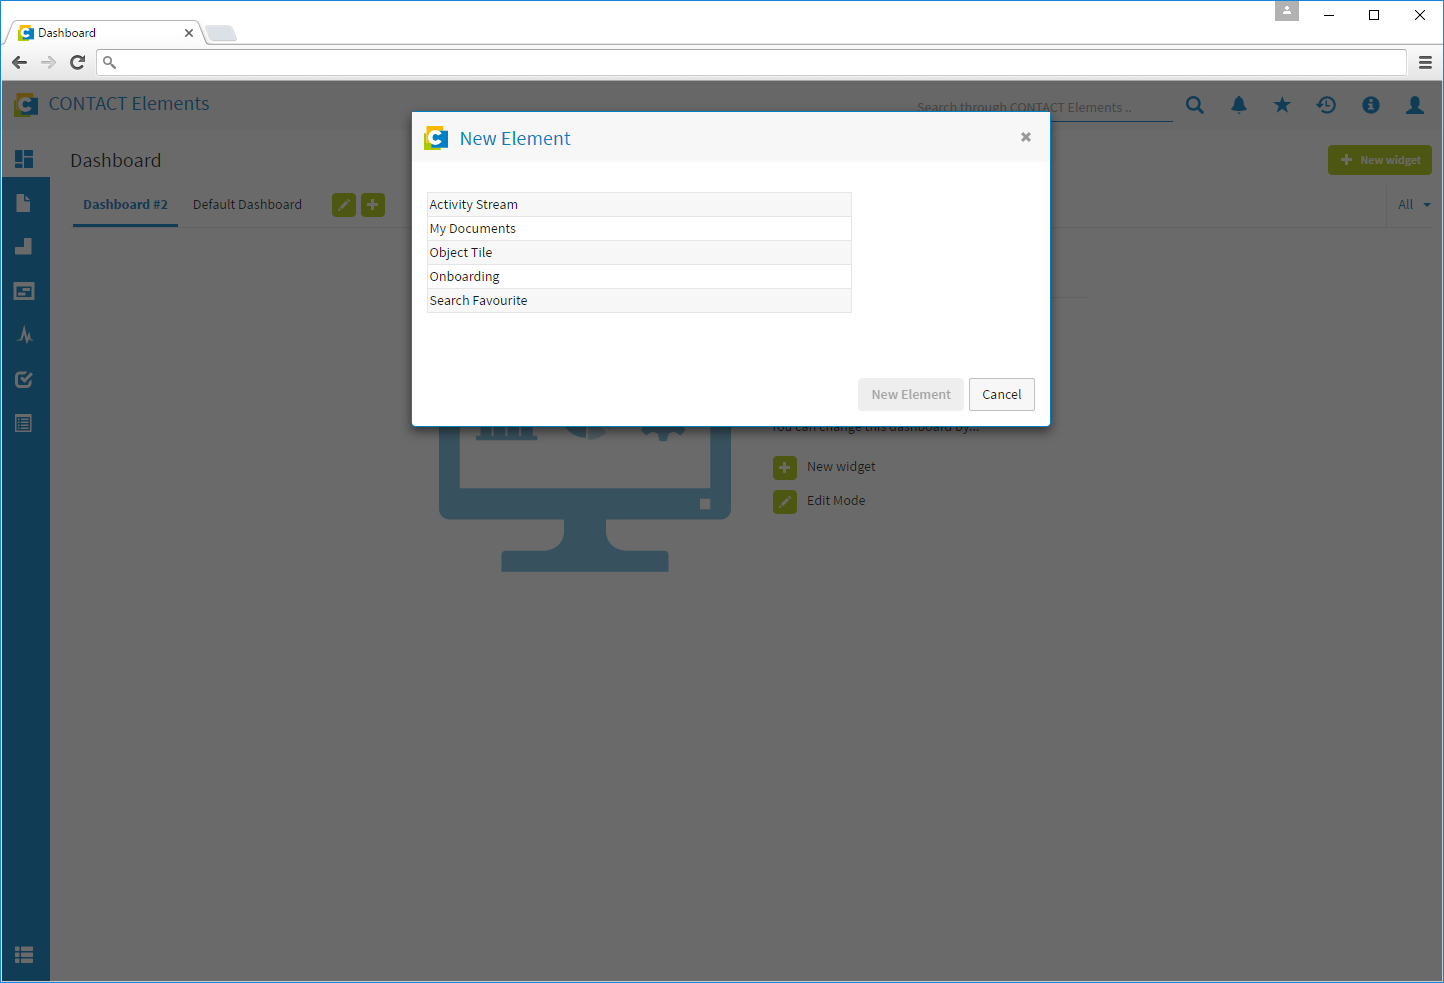 Dashboard
CONTACT Elements
Search through CONTACT Elements ..
New Element
Dashboard
New widget
Dashboard #2
Default Dashboard
All
Activity Stream
My Documents
Object Tile
Onboarding
Search Favourite
New Element
Cancel
You can change this dashboard by...
New widget
Edit Mode